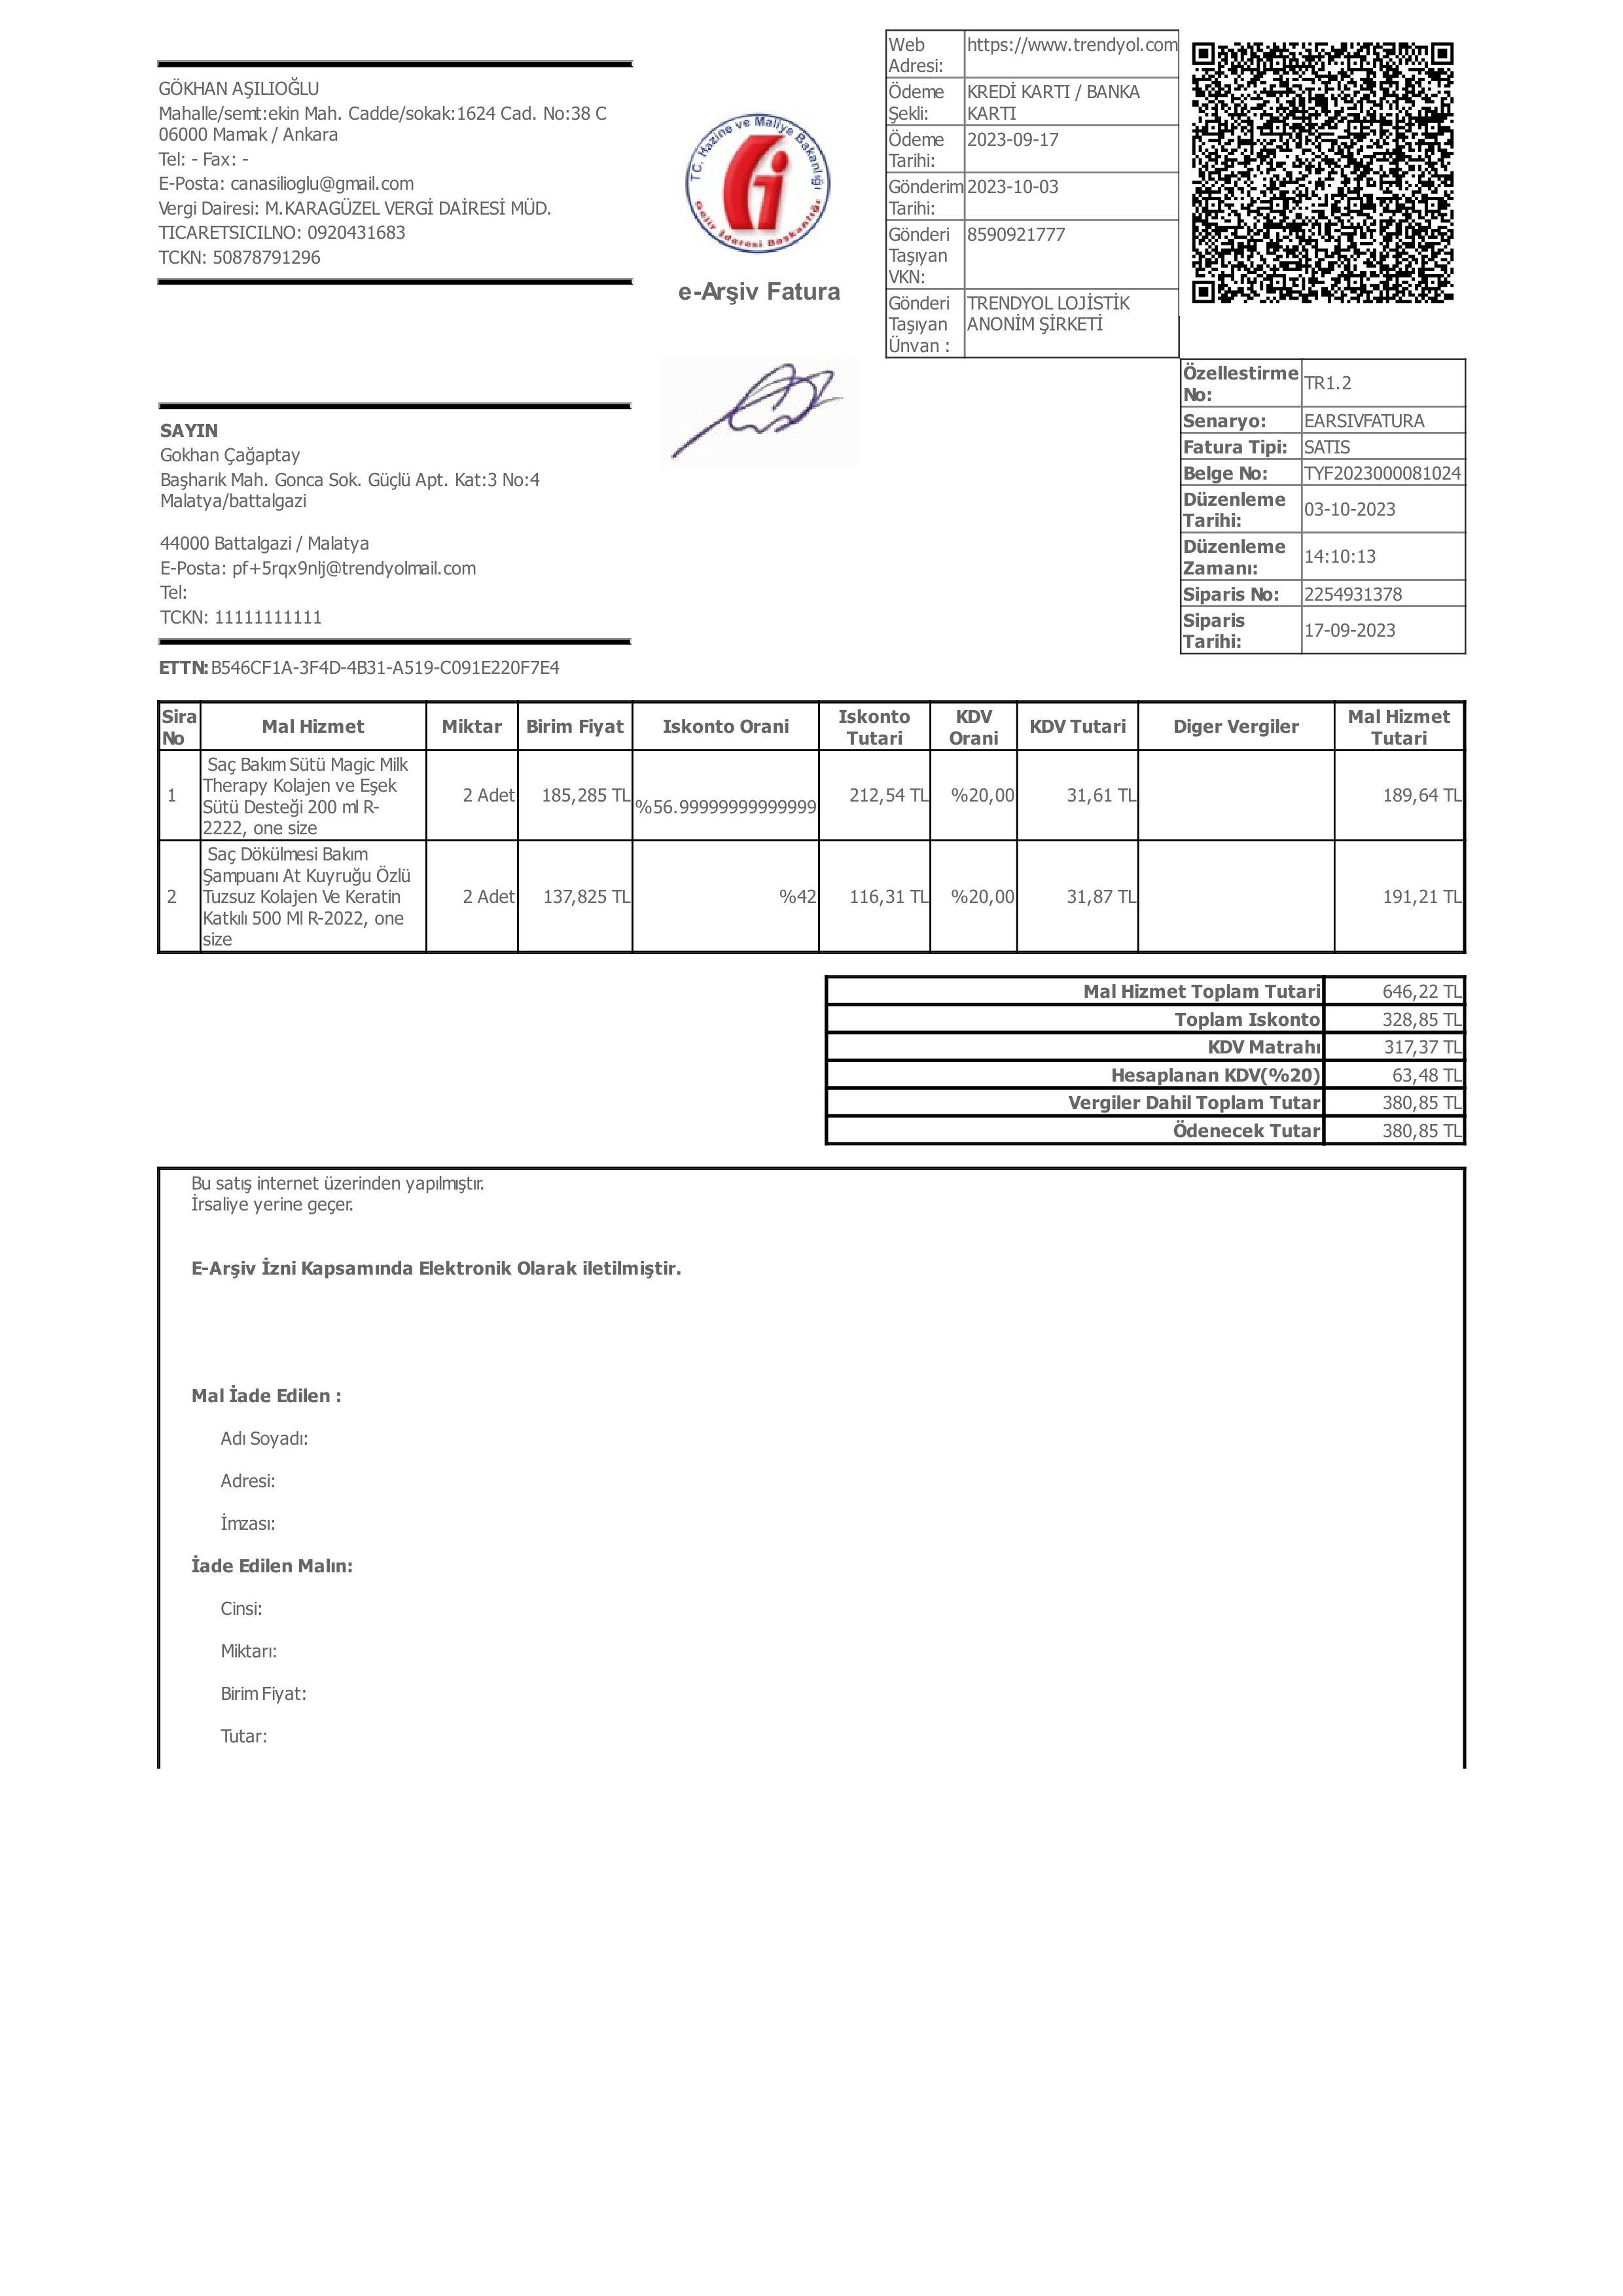 GÖKHAN AŞILIOĞLU
Mahalle/semt:ekin Mah. Cadde/sokak:1624 Cad. No:38 C
06000 Mamak / Ankara
Tel: - Fax: -
E-Posta: canasilioglu@gmail.com
Vergi Dairesi: M.KARAGÜZEL VERGİ DAİRESİ MÜD.
TICARETSICILNO: 0920431683
TCKN: 50878791296
T.C. Hazine ve Maliye Bakanlığı
Gelir İdaresi Başkanlığı
e-Arşiv Fatura
Web Adresi: https://www.trendyol.com
Ödeme Şekli: KREDİ KARTI / BANKA KARTI
Ödeme Tarihi: 2023-09-17
Gönderim Tarihi: 2023-10-03
Gönderi Taşıyan VKN: 8590921777
Gönderi Taşıyan Ünvan : TRENDYOL LOJİSTİK ANONİM ŞİRKETİ
SAYIN
Gokhan Çağaptay
Başharık Mah. Gonca Sok. Güçlü Apt. Kat:3 No:4
Malatya/battalgazi
44000 Battalgazi / Malatya
E-Posta: pf+5rqx9nlj@trendyolmail.com
Tel:
TCKN: 11111111111
Özellestirme No: TR1.2
Senaryo: EARSIVFATURA
Fatura Tipi: SATIS
Belge No: TYF2023000081024
Düzenleme Tarihi: 03-10-2023
Düzenleme Zamanı: 14:10:13
Siparis No: 2254931378
Siparis Tarihi: 17-09-2023
ETTN: B546CF1A-3F4D-4B31-A519-C091E220F7E4
Sira No Mal Hizmet Miktar Birim Fiyat Iskonto Orani Iskonto Tutari KDV Orani KDV Tutari Diger Vergiler Mal Hizmet Tutari
1 Saç Bakım Sütü Magic Milk Therapy Kolajen ve Eşek Sütü Desteği 200 ml R-2222, one size 2 Adet 185,285 TL %56.99999999999999 212,54 TL %20,00 31,61 TL 189,64 TL
2 Saç Dökülmesi Bakım Şampuanı At Kuyruğu Özlü Tuzsuz Kolajen Ve Keratin Katkılı 500 Ml R-2022, one size 2 Adet 137,825 TL %42 116,31 TL %20,00 31,87 TL 191,21 TL
Mal Hizmet Toplam Tutari 646,22 TL
Toplam Iskonto 328,85 TL
KDV Matrahı 317,37 TL
Hesaplanan KDV(%20) 63,48 TL
Vergiler Dahil Toplam Tutar 380,85 TL
Ödenecek Tutar 380,85 TL
Bu satış internet üzerinden yapılmıştır.
İrsaliye yerine geçer.
E-Arşiv İzni Kapsamında Elektronik Olarak iletilmiştir.
Mal İade Edilen :
Adı Soyadı:
Adresi:
İmzası:
İade Edilen Malın:
Cinsi:
Miktarı:
Birim Fiyat:
Tutar: